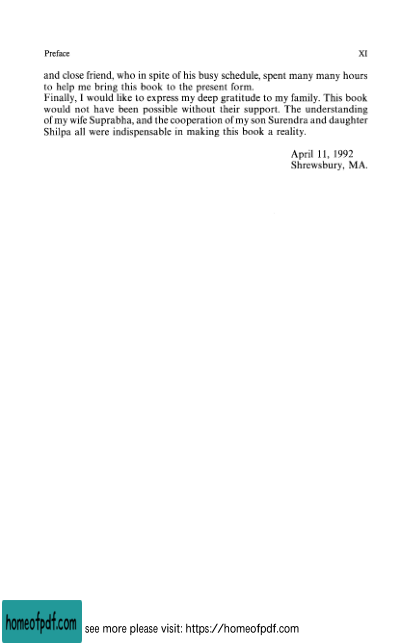 Preface XI
and close friend, who in spite of his busy schedule, spent many many hours
to help me bring this book to the present form.
Finally, I would like to express my deep gratitude to my family. This book
would not have been possible without their support. The understanding
of my wife Suprabha, and the cooperation of my son Surendra and daughter
Shilpa all were indispensable in making this book a reality.
April 11, 1992
Shrewsbury, MA.
homeofpdf.com see more please visit: https://homeofpdf.com